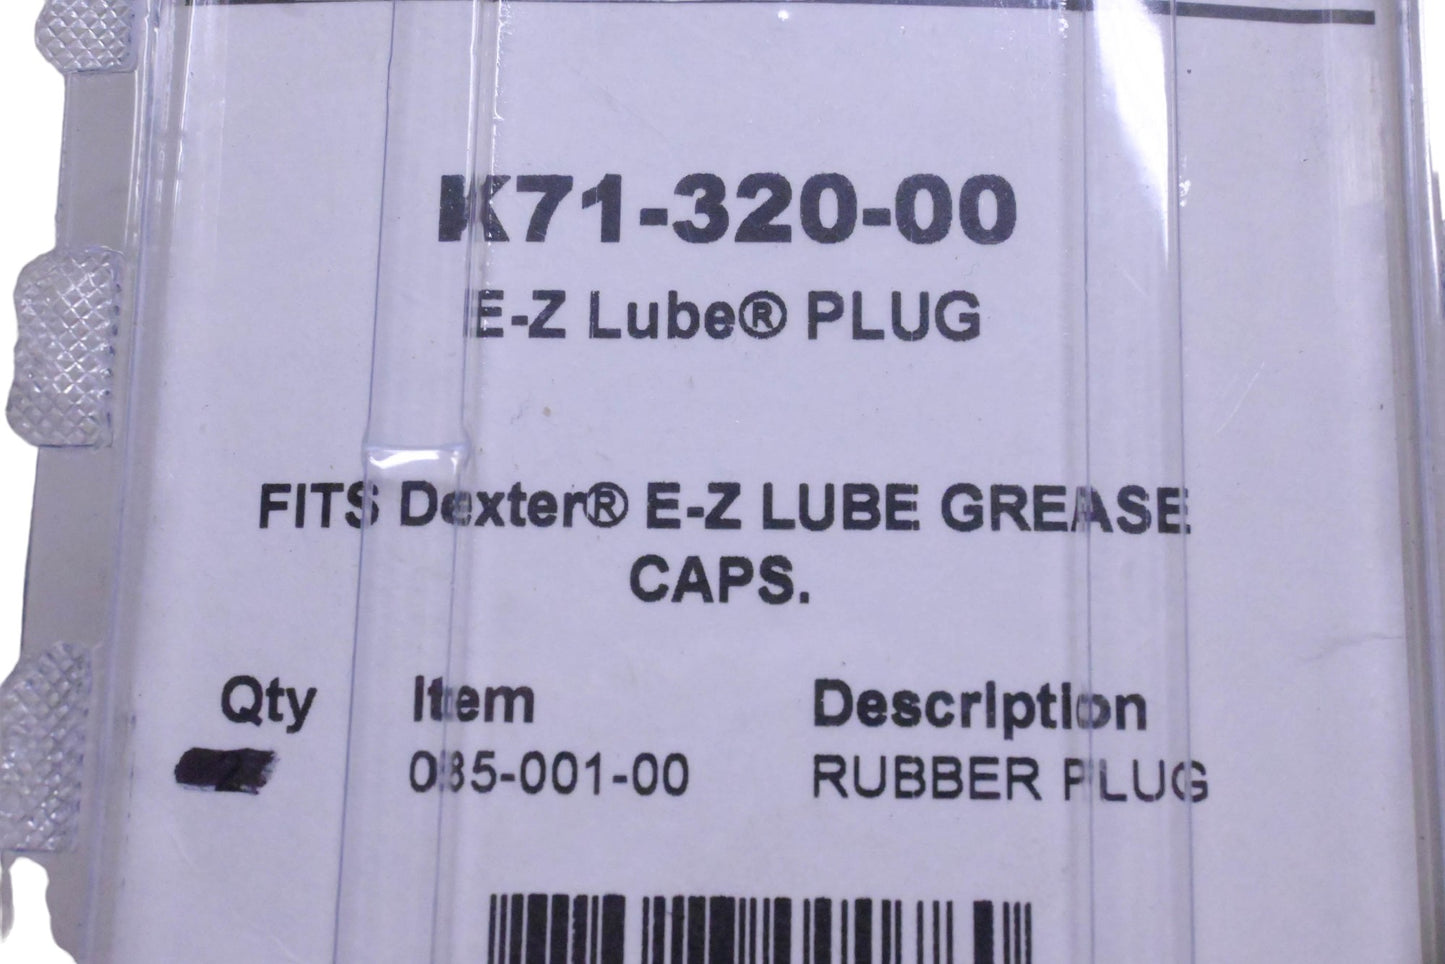 K71-320-00
E-Z Lube® PLUG
FITS Dexter® E-Z LUBE GREASE
CAPS.
Qty Item Description
085-001-00 RUBBER PLUG